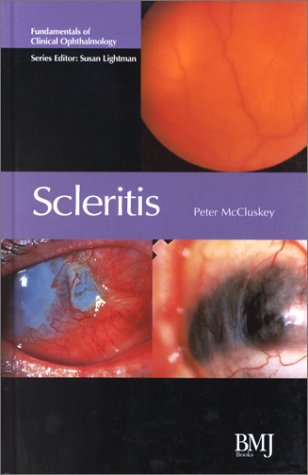 Fundamentals of
Clinical Ophthalmology
Series Editor: Susan Lightman
Scleritis
Peter McCluskey
BMJ
Books